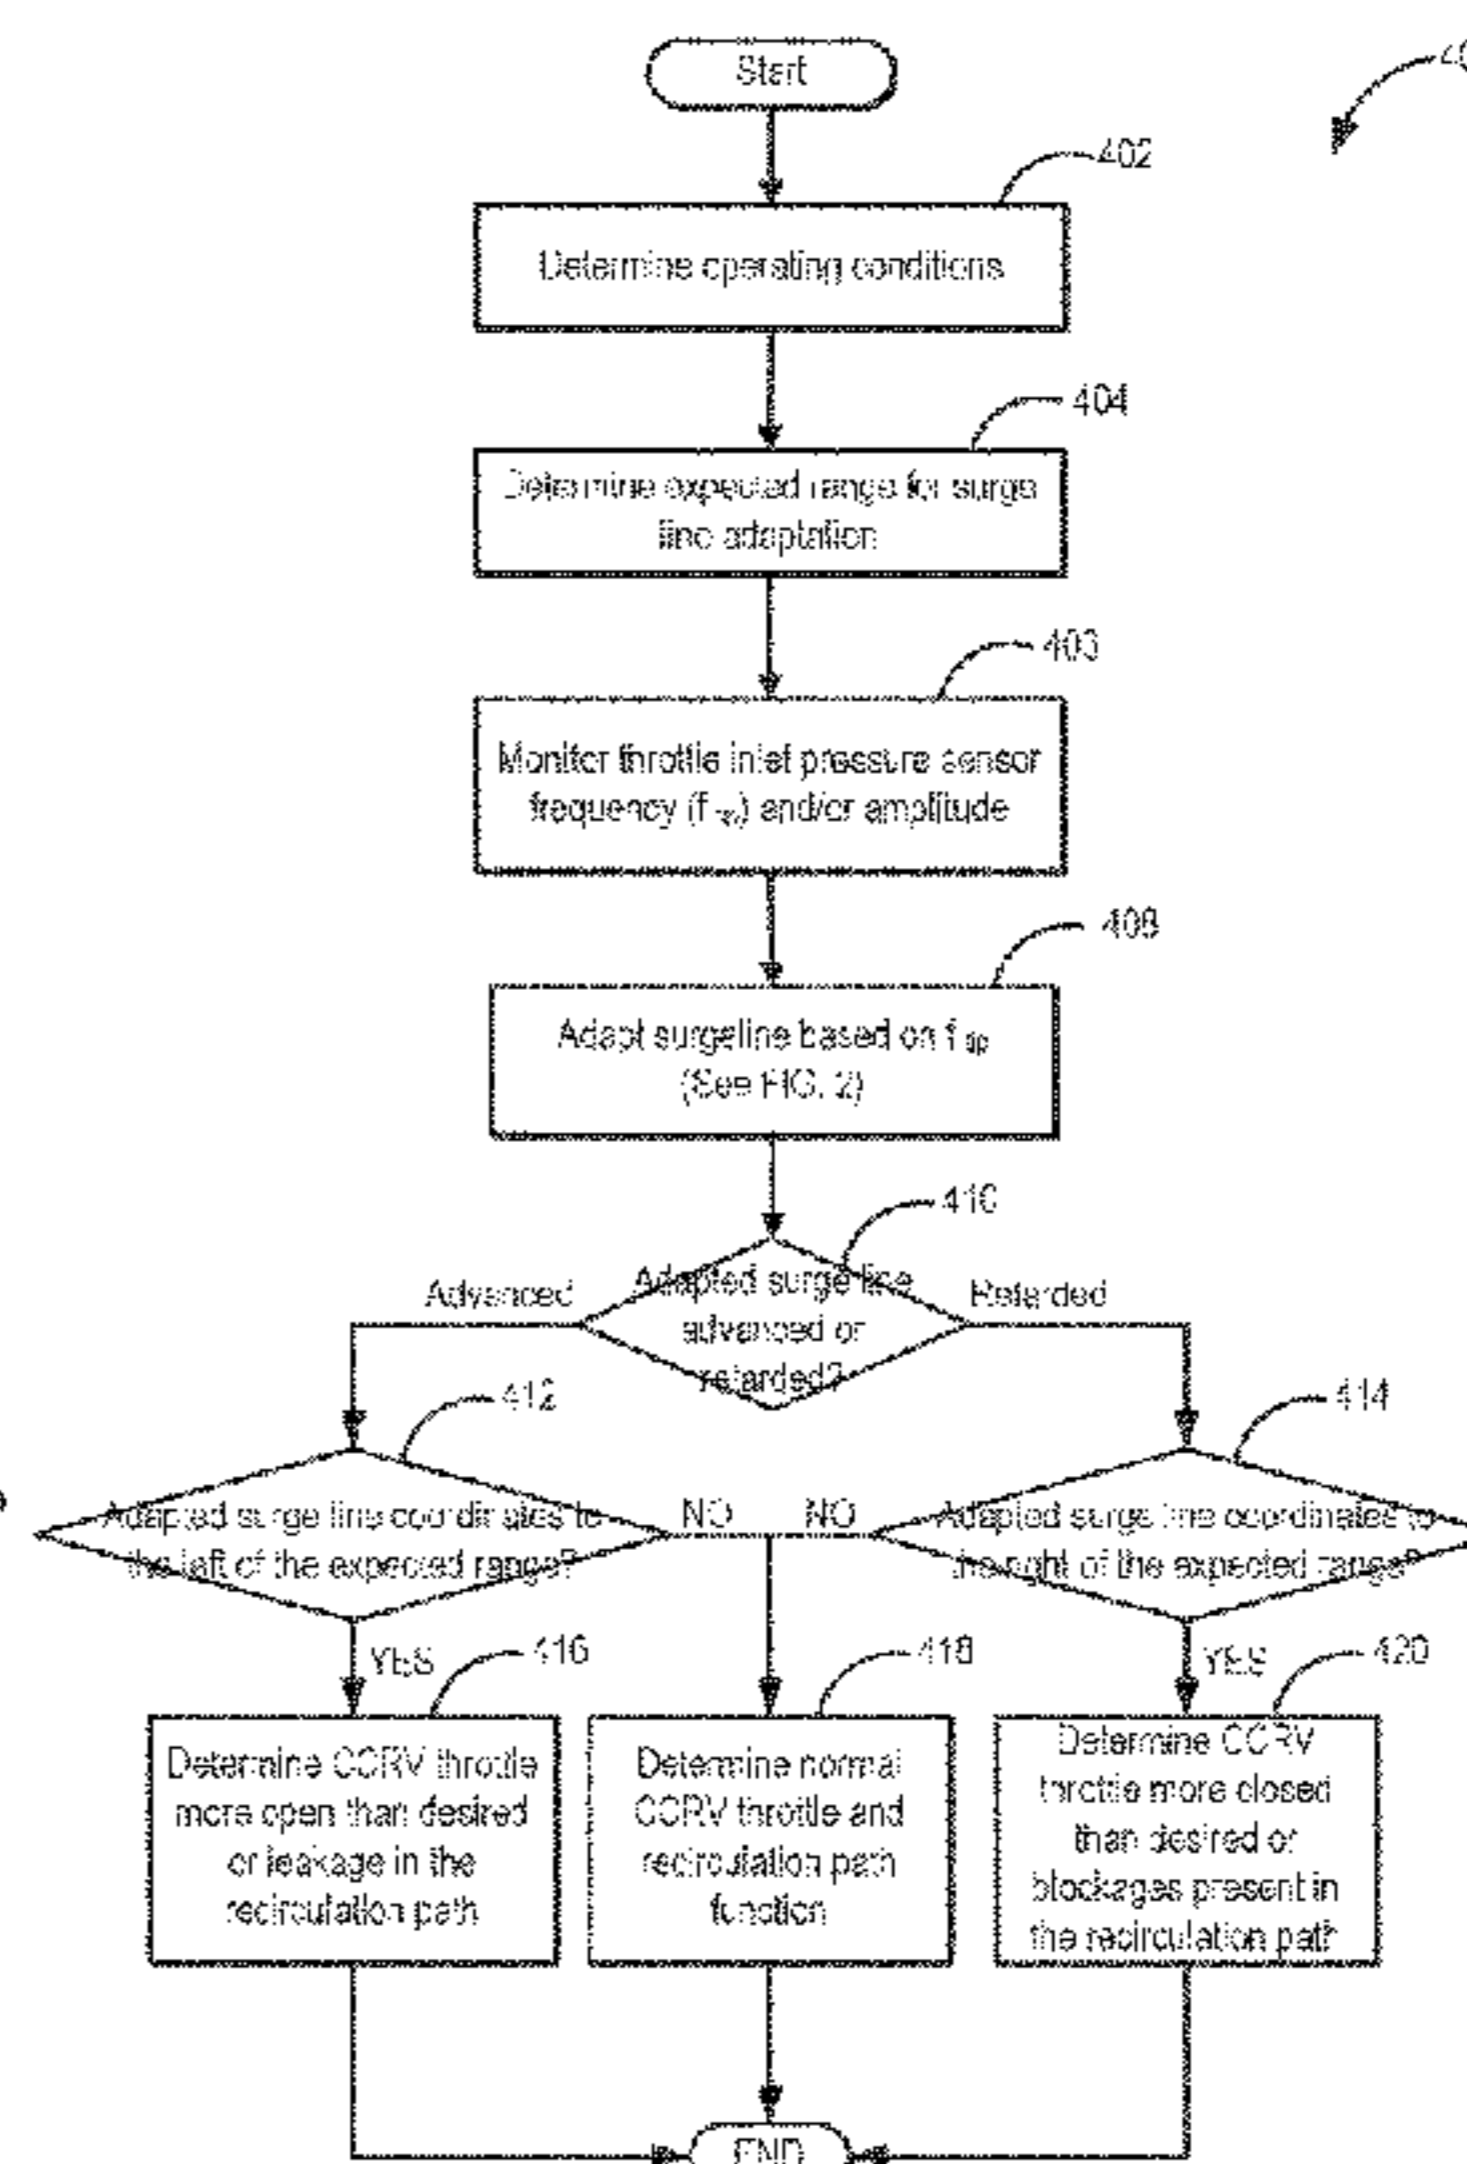 Start
402
Determine operating conditions
404
Determine expected range for surge
line adaptation
403
Monitor throttle inlet pressure sensor
frequency (f ) and/or amplitude
408
Adapt surgeline based on f
(See FIG. 2)
410
Adapted surge line
advanced or
retarded?
Advanced
Retarded
412
414
Adapted surge line coordinates to
the left of the expected range?
NO
NO
Adapted surge line coordinates to
the right of the expected range?
YES
416
418
YES
420
Determine CCRV throttle
more open than desired
or leakage in the
recirculation path
Determine normal
CCRV throttle and
recirculation path
function
Determine CCRV
throttle more closed
than desired or
blockages present in
the recirculation path
END